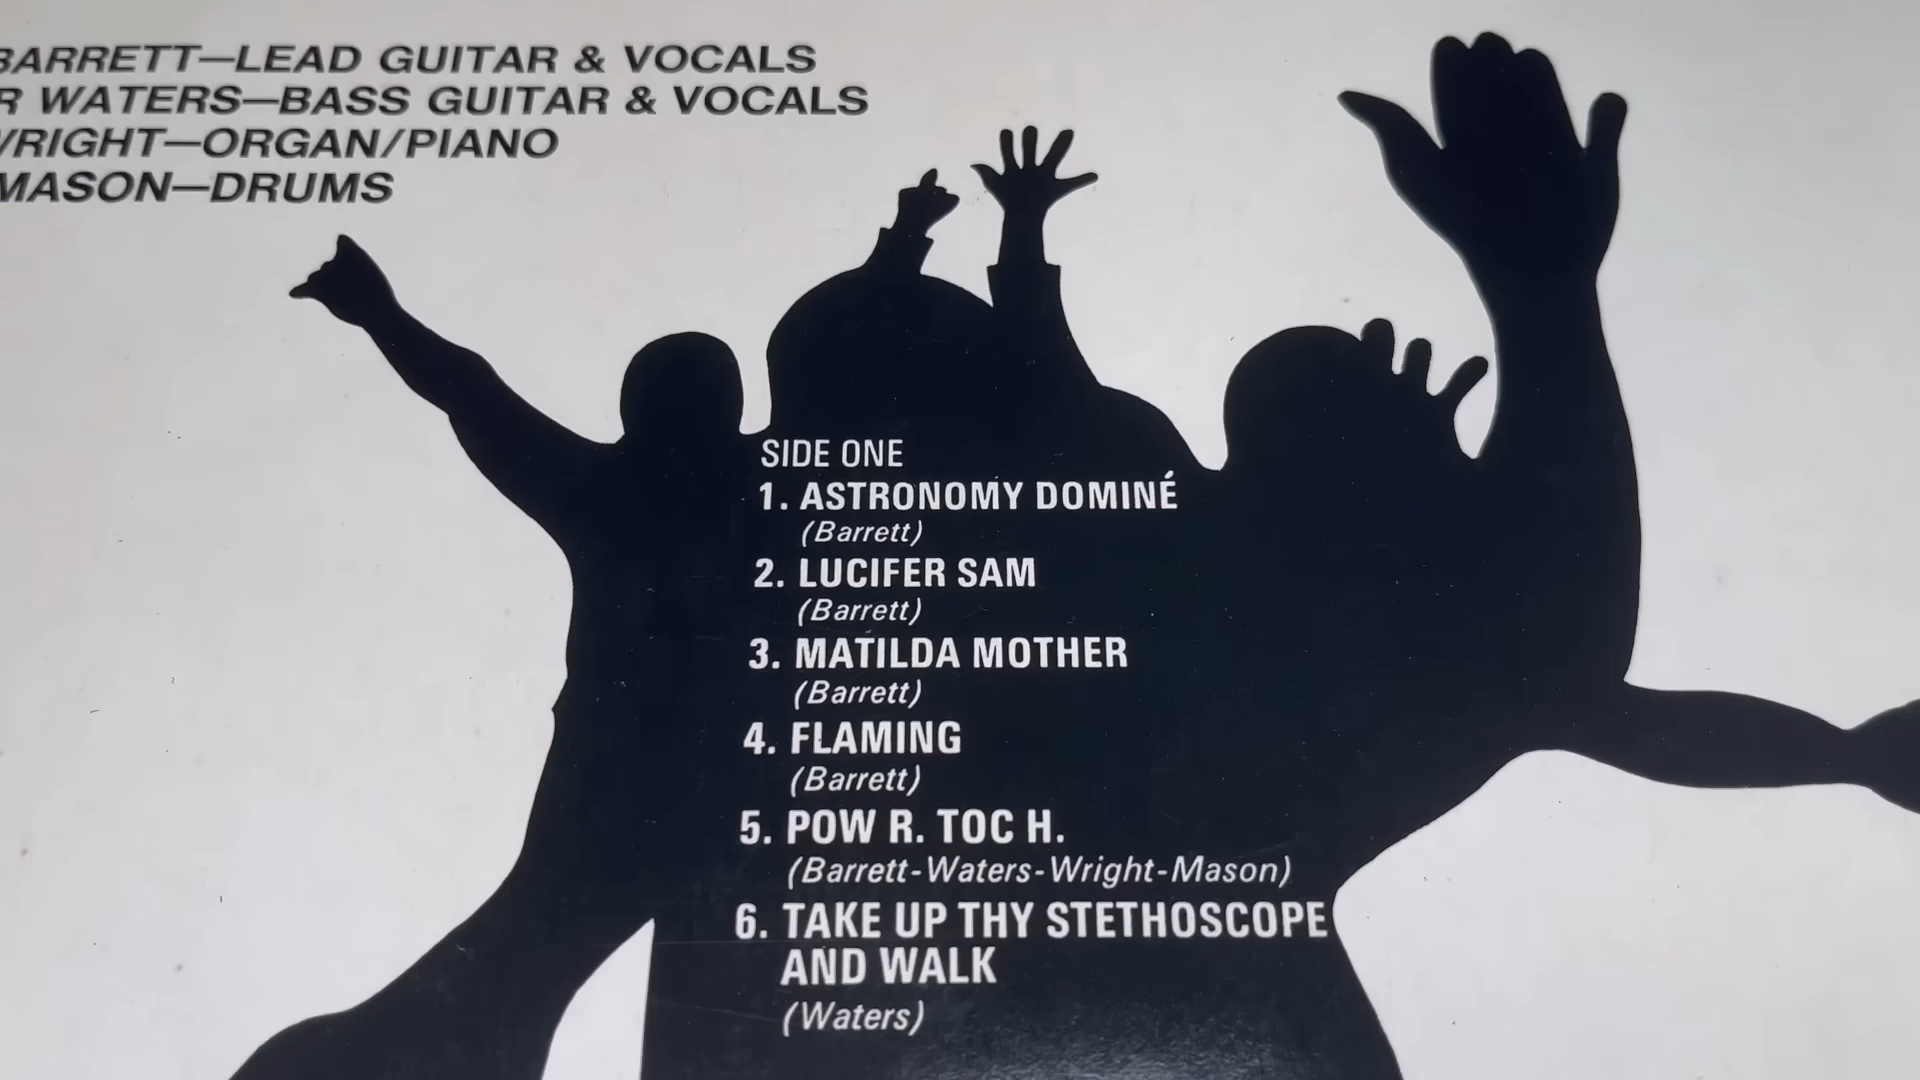 BARRETT—LEAD GUITAR & VOCALS
R WATERS—BASS GUITAR & VOCALS
WRIGHT—ORGAN/PIANO
MASON—DRUMS
SIDE ONE
1. ASTRONOMY DOMINÉ
(Barrett)
2. LUCIFER SAM
(Barrett)
3. MATILDA MOTHER
(Barrett)
4. FLAMING
(Barrett)
5. POW R. TOC H.
(Barrett-Waters-Wright-Mason)
6. TAKE UP THY STETHOSCOPE
AND WALK
(Waters)